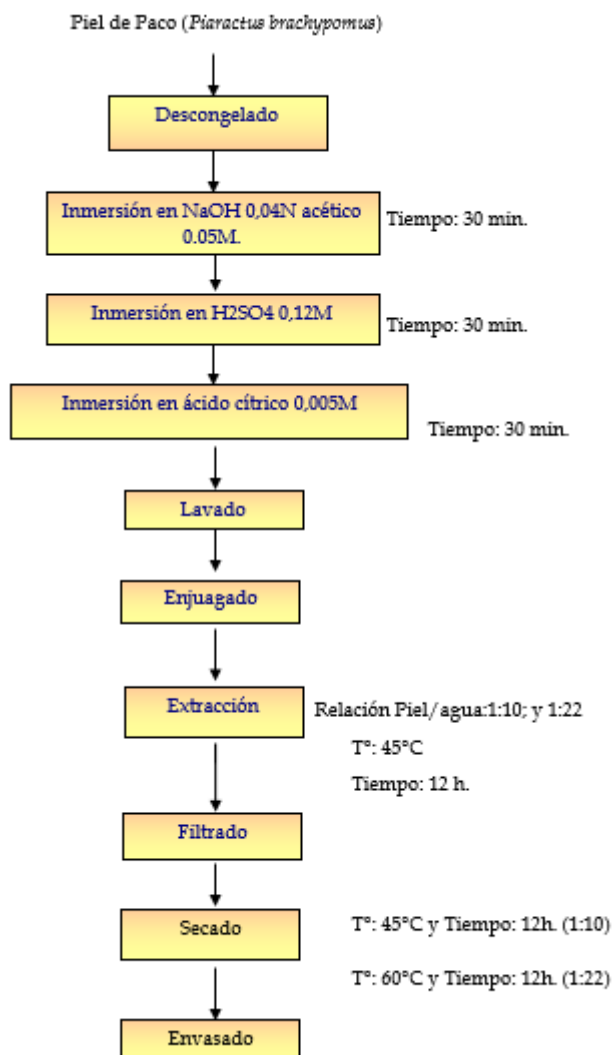 Piel de Paco (Piaractus brachypomus)
Descongelado
Inmersión en NaOH 0,04N acético
0.05M.
Tiempo: 30 min.
Inmersión en H2SO4 0,12M
Tiempo: 30 min.
Inmersión en ácido cítrico 0,005M
Tiempo: 30 min.
Lavado
Enjuagado
Extracción
Relación Piel/agua:1:10; y 1:22
Tº: 45°C
Tiempo: 12 h.
Filtrado
Secado
Tº: 45°C y Tiempo: 12h. (1:10)
Tº: 60°C y Tiempo: 12h. (1:22)
Envasado